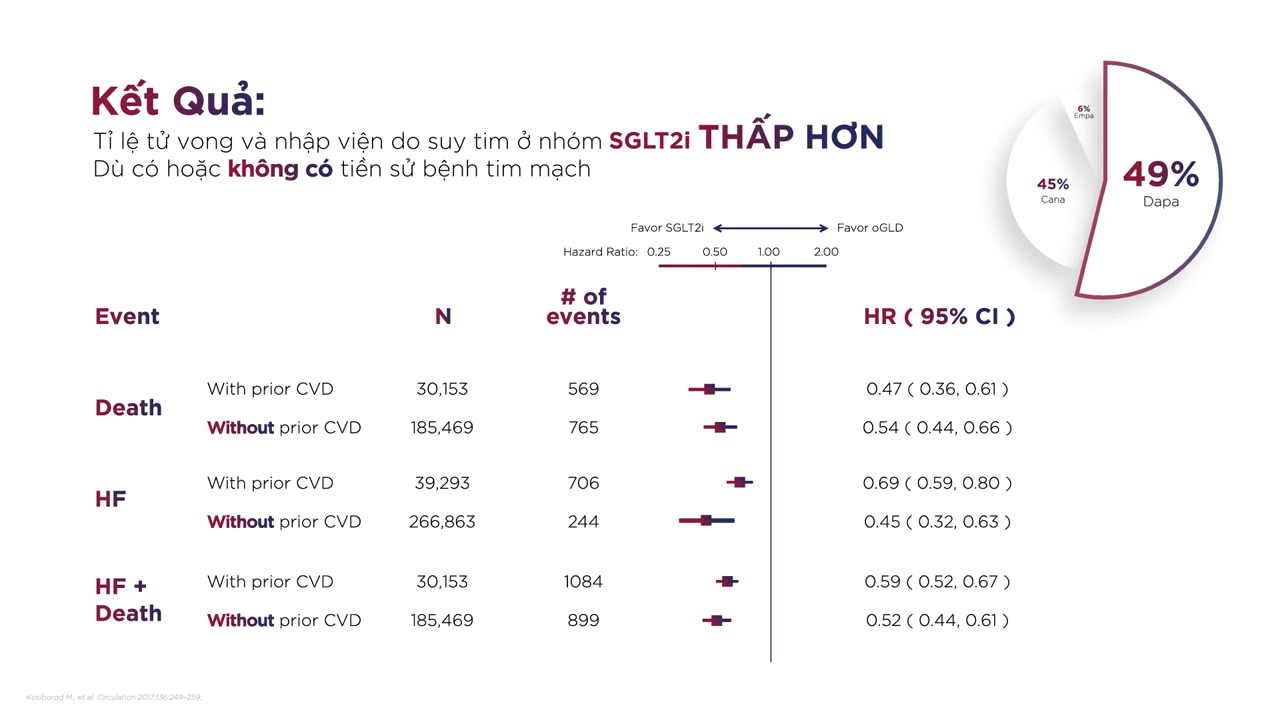 Kết Quả:
Tỉ lệ tử vong và nhập viện do suy tim ở nhóm SGLT2i THẤP HƠN
Dù có hoặc không có tiền sử bệnh tim mạch
6%
Empa
45%
Cana
49%
Dapa
Favor SGLT2i Favor oGLD
Hazard Ratio: 0.25 0.50 1.00 2.00
Event N # of events HR ( 95% CI )
Death
With prior CVD 30,153 569 0.47 ( 0.36, 0.61 )
Without prior CVD 185,469 765 0.54 ( 0.44, 0.66 )
HF
With prior CVD 39,293 706 0.69 ( 0.59, 0.80 )
Without prior CVD 266,863 244 0.45 ( 0.32, 0.63 )
HF +
Death
With prior CVD 30,153 1084 0.59 ( 0.52, 0.67 )
Without prior CVD 185,469 899 0.52 ( 0.44, 0.61 )
Kosiborod M., et al. Circulation 2017;136:249–259.